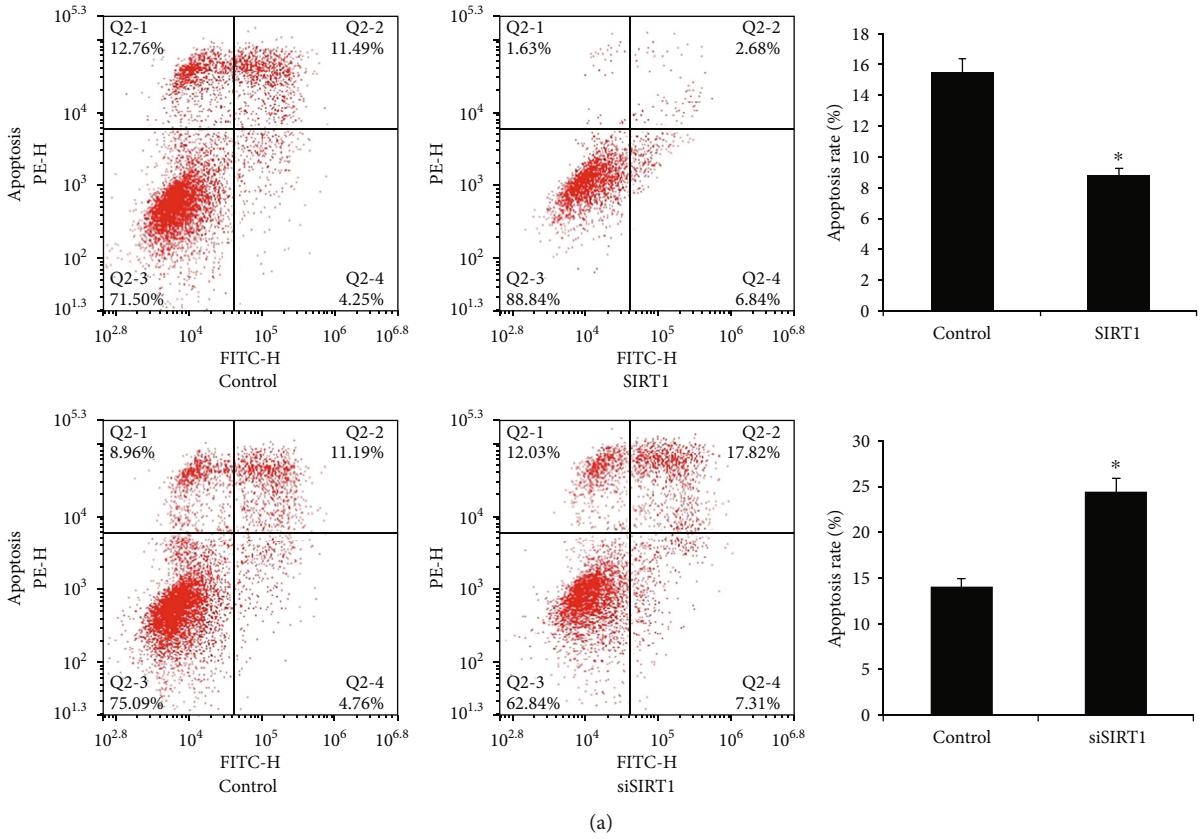 10^5.3
Q2-1
12.76%
Q2-2
11.49%
10^4
Apoptosis
PE-H
10^3
10^2
Q2-3
71.50%
Q2-4
4.25%
10^1.3
10^2.8 10^4 10^5 10^6 10^6.8
FITC-H
Control
10^5.3
Q2-1
1.63%
Q2-2
2.68%
10^4
PE-H
10^3
10^2
Q2-3
88.84%
Q2-4
6.84%
10^1.3
10^2.8 10^4 10^5 10^6 10^6.8
FITC-H
SIRT1
18
16
14
12
10
8
6
4
2
0
Apoptosis rate (%)
*
Control SIRT1
10^5.3
Q2-1
8.96%
Q2-2
11.19%
10^4
Apoptosis
PE-H
10^3
10^2
Q2-3
75.09%
Q2-4
4.76%
10^1.3
10^2.8 10^4 10^5 10^6 10^6.8
FITC-H
Control
10^5.3
Q2-1
12.03%
Q2-2
17.82%
10^4
PE-H
10^3
10^2
Q2-3
62.84%
Q2-4
7.31%
10^1.3
10^2.8 10^4 10^5 10^6 10^6.8
FITC-H
siSIRT1
30
25
20
15
10
5
0
Apoptosis rate (%)
*
Control siSIRT1
(a)